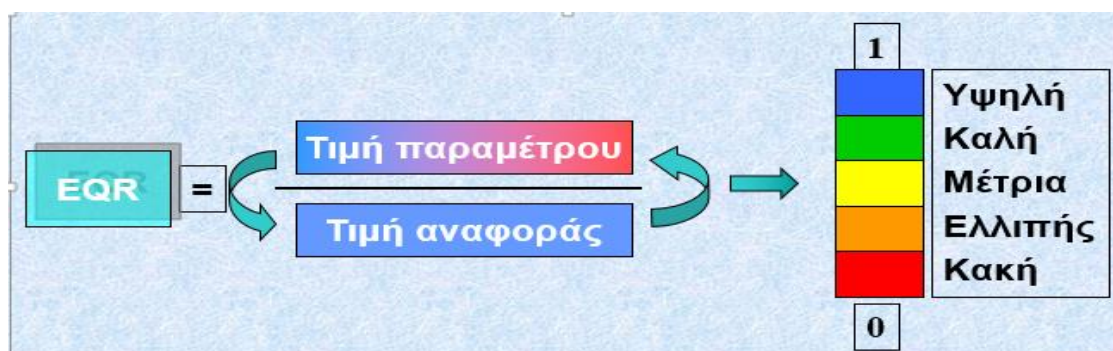 EQR
=
Τιμή παραμέτρου
Τιμή αναφοράς
1
Υψηλή
Καλή
Μέτρια
Ελλιπής
Κακή
0